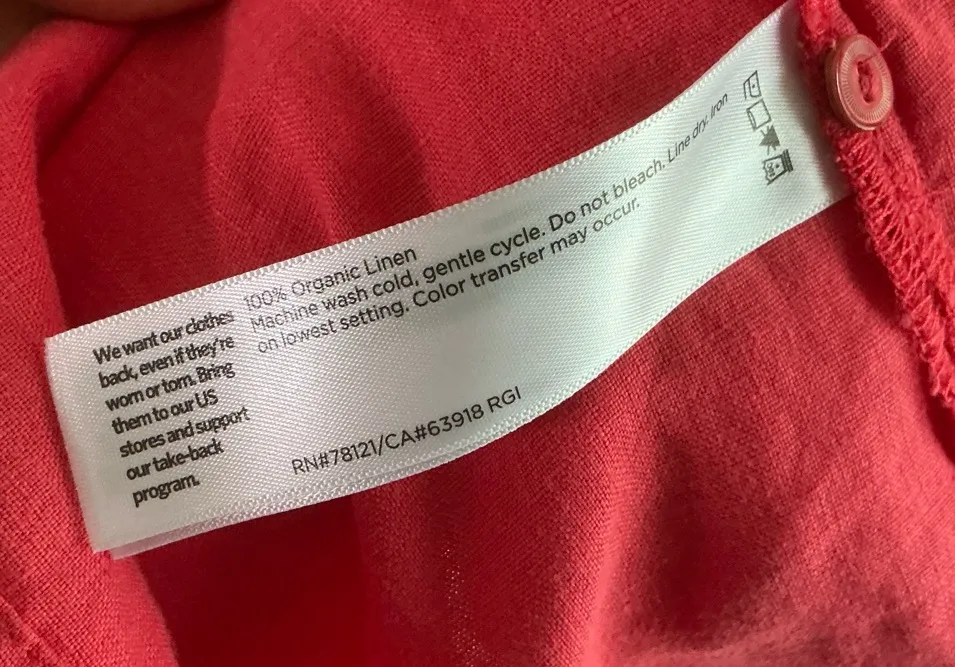 We want our clothes
back, even if they're
worn or torn. Bring
them to our US
stores and support
our take-back
program.
100% Organic Linen
Machine wash cold, gentle cycle. Do not bleach. Line dry. Iron
on lowest setting. Color transfer may occur.
RN#78121/CA#63918 RGI